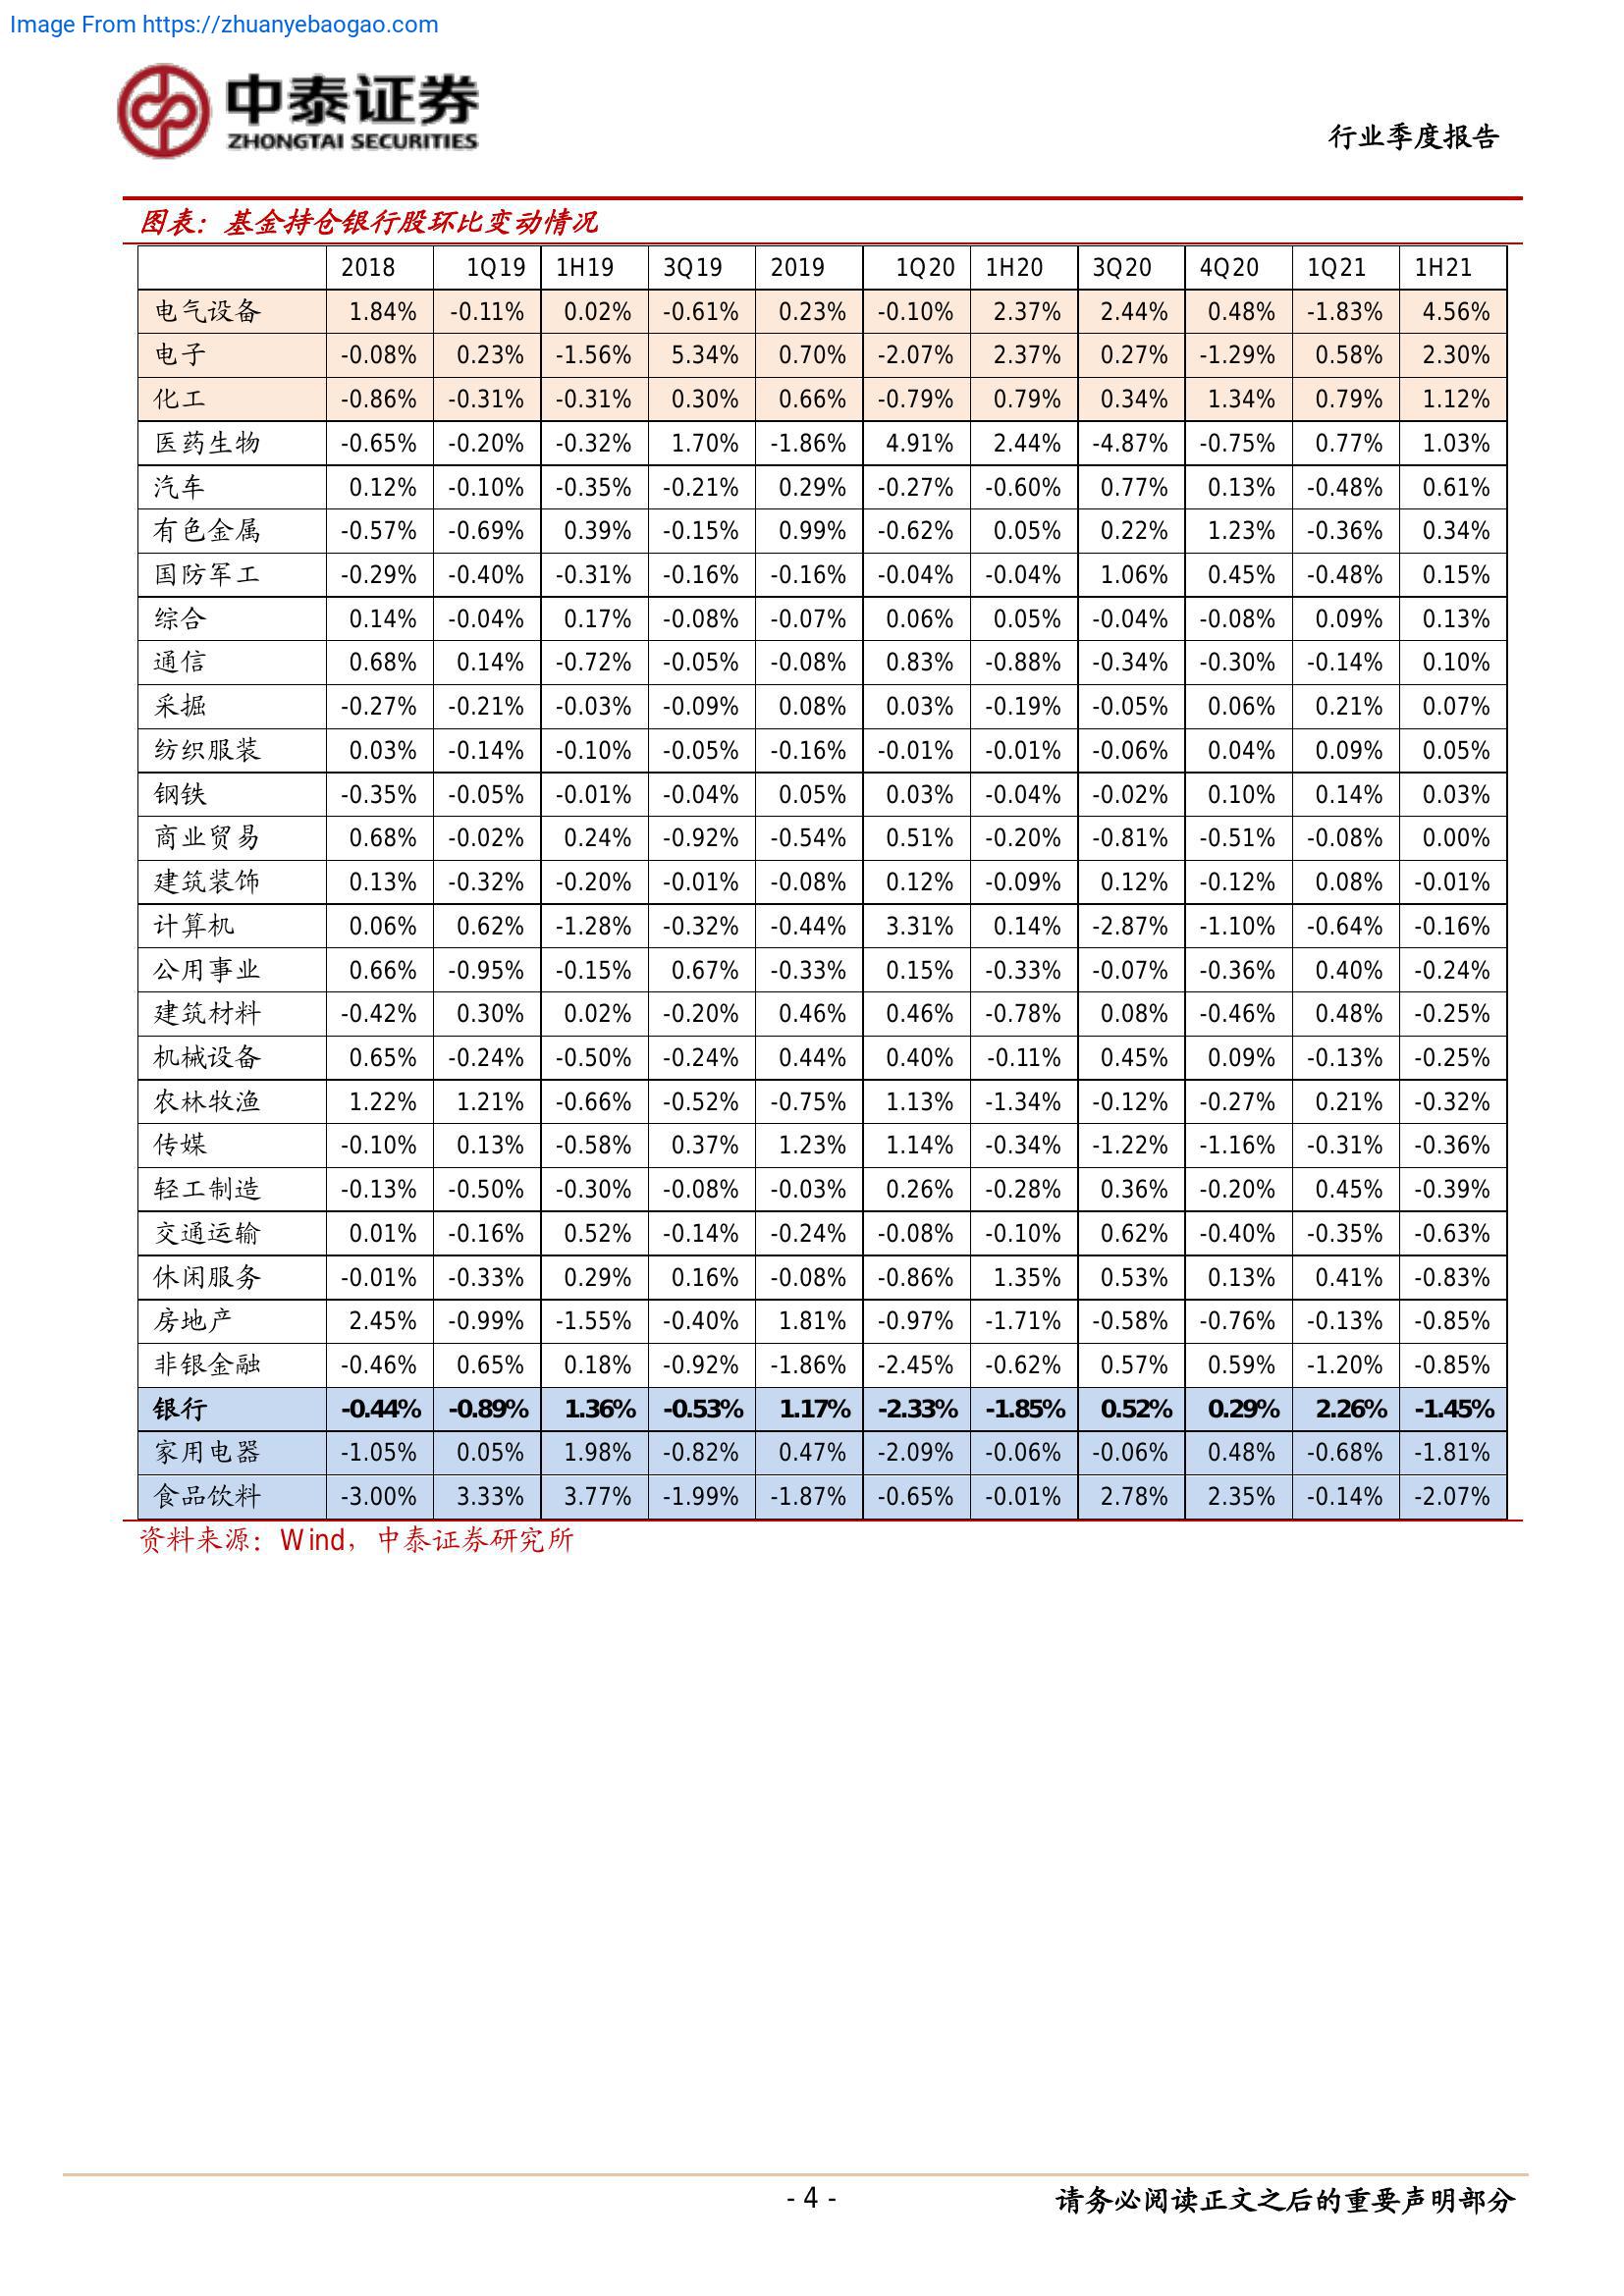 Image From https://zhuanyebaogao.com
中泰证券
ZHONGTAI SECURITIES
行业季度报告
图表：基金持仓银行股环比变动情况
2018 1Q19 1H19 3Q19 2019 1Q20 1H20 3Q20 4Q20 1Q21 1H21
电气设备 1.84% -0.11% 0.02% -0.61% 0.23% -0.10% 2.37% 2.44% 0.48% -1.83% 4.56%
电子 -0.08% 0.23% -1.56% 5.34% 0.70% -2.07% 2.37% 0.27% -1.29% 0.58% 2.30%
化工 -0.86% -0.31% -0.31% 0.30% 0.66% -0.79% 0.79% 0.34% 1.34% 0.79% 1.12%
医药生物 -0.65% -0.20% -0.32% 1.70% -1.86% 4.91% 2.44% -4.87% -0.75% 0.77% 1.03%
汽车 0.12% -0.10% -0.35% -0.21% 0.29% -0.27% -0.60% 0.77% 0.13% -0.48% 0.61%
有色金属 -0.57% -0.69% 0.39% -0.15% 0.99% -0.62% 0.05% 0.22% 1.23% -0.36% 0.34%
国防军工 -0.29% -0.40% -0.31% -0.16% -0.16% -0.04% -0.04% 1.06% 0.45% -0.48% 0.15%
综合 0.14% -0.04% 0.17% -0.08% -0.07% 0.06% 0.05% -0.04% -0.08% 0.09% 0.13%
通信 0.68% 0.14% -0.72% -0.05% -0.08% 0.83% -0.88% -0.34% -0.30% -0.14% 0.10%
采掘 -0.27% -0.21% -0.03% -0.09% 0.08% 0.03% -0.19% -0.05% 0.06% 0.21% 0.07%
纺织服装 0.03% -0.14% -0.10% -0.05% -0.16% -0.01% -0.01% -0.06% 0.04% 0.09% 0.05%
钢铁 -0.35% -0.05% -0.01% -0.04% 0.05% 0.03% -0.04% -0.02% 0.10% 0.14% 0.03%
商业贸易 0.68% -0.02% 0.24% -0.92% -0.54% 0.51% -0.20% -0.81% -0.51% -0.08% 0.00%
建筑装饰 0.13% -0.32% -0.20% -0.01% -0.08% 0.12% -0.09% 0.12% -0.12% 0.08% -0.01%
计算机 0.06% 0.62% -1.28% -0.32% -0.44% 3.31% 0.14% -2.87% -1.10% -0.64% -0.16%
公用事业 0.66% -0.95% -0.15% 0.67% -0.33% 0.15% -0.33% -0.07% -0.36% 0.40% -0.24%
建筑材料 -0.42% 0.30% 0.02% -0.20% 0.46% 0.46% -0.78% 0.08% -0.46% 0.48% -0.25%
机械设备 0.65% -0.24% -0.50% -0.24% 0.44% 0.40% -0.11% 0.45% 0.09% -0.13% -0.25%
农林牧渔 1.22% 1.21% -0.66% -0.52% -0.75% 1.13% -1.34% -0.12% -0.27% 0.21% -0.32%
传媒 -0.10% 0.13% -0.58% 0.37% 1.23% 1.14% -0.34% -1.22% -1.16% -0.31% -0.36%
轻工制造 -0.13% -0.50% -0.30% -0.08% -0.03% 0.26% -0.28% 0.36% -0.20% 0.45% -0.39%
交通运输 0.01% -0.16% 0.52% -0.14% -0.24% -0.08% -0.10% 0.62% -0.40% -0.35% -0.63%
休闲服务 -0.01% -0.33% 0.29% 0.16% -0.08% -0.86% 1.35% 0.53% 0.13% 0.41% -0.83%
房地产 2.45% -0.99% -1.55% -0.40% 1.81% -0.97% -1.71% -0.58% -0.76% -0.13% -0.85%
非银金融 -0.46% 0.65% 0.18% -0.92% -1.86% -2.45% -0.62% 0.57% 0.59% -1.20% -0.85%
银行 -0.44% -0.89% 1.36% -0.53% 1.17% -2.33% -1.85% 0.52% 0.29% 2.26% -1.45%
家用电器 -1.05% 0.05% 1.98% -0.82% 0.47% -2.09% -0.06% -0.06% 0.48% -0.68% -1.81%
食品饮料 -3.00% 3.33% 3.77% -1.99% -1.87% -0.65% -0.01% 2.78% 2.35% -0.14% -2.07%
资料来源：Wind，中泰证券研究所
- 4 -
请务必阅读正文之后的重要声明部分